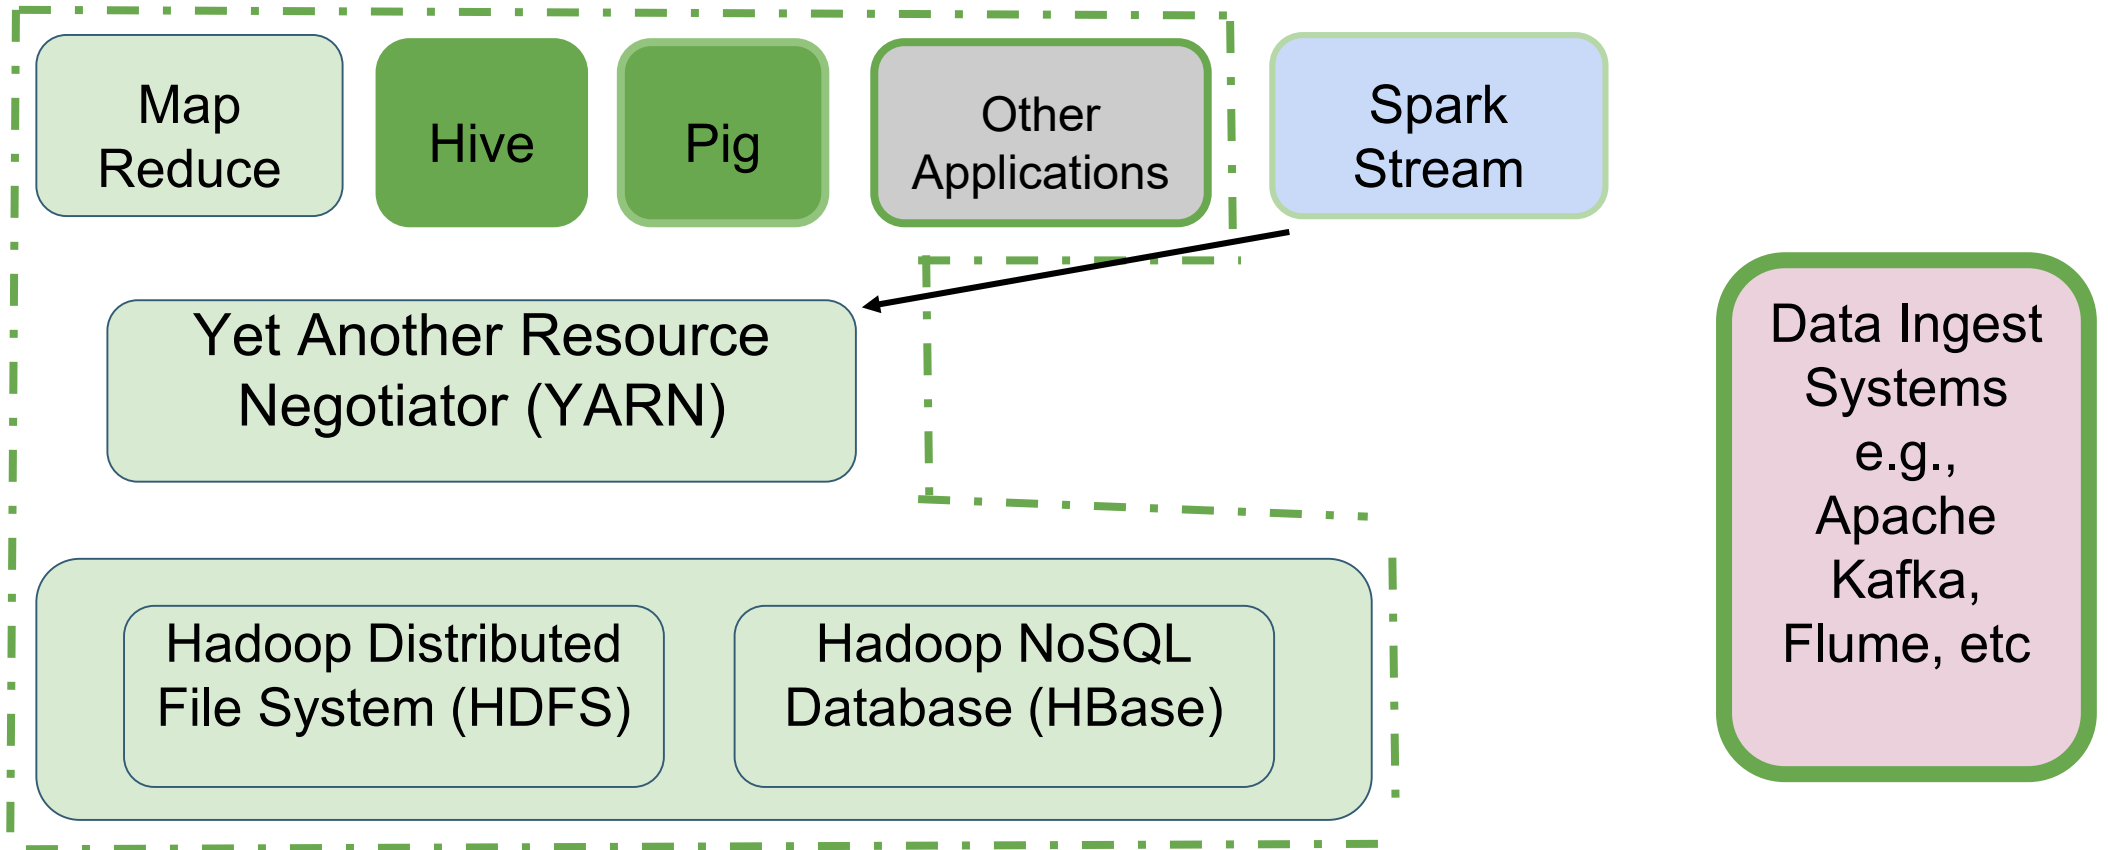 Map
Reduce
Hive
Pig
Other
Applications
Spark
Stream
Yet Another Resource
Negotiator (YARN)
Data Ingest
Systems
e.g.,
Apache
Kafka,
Flume, etc
Hadoop Distributed
File System (HDFS)
Hadoop NoSQL
Database (HBase)